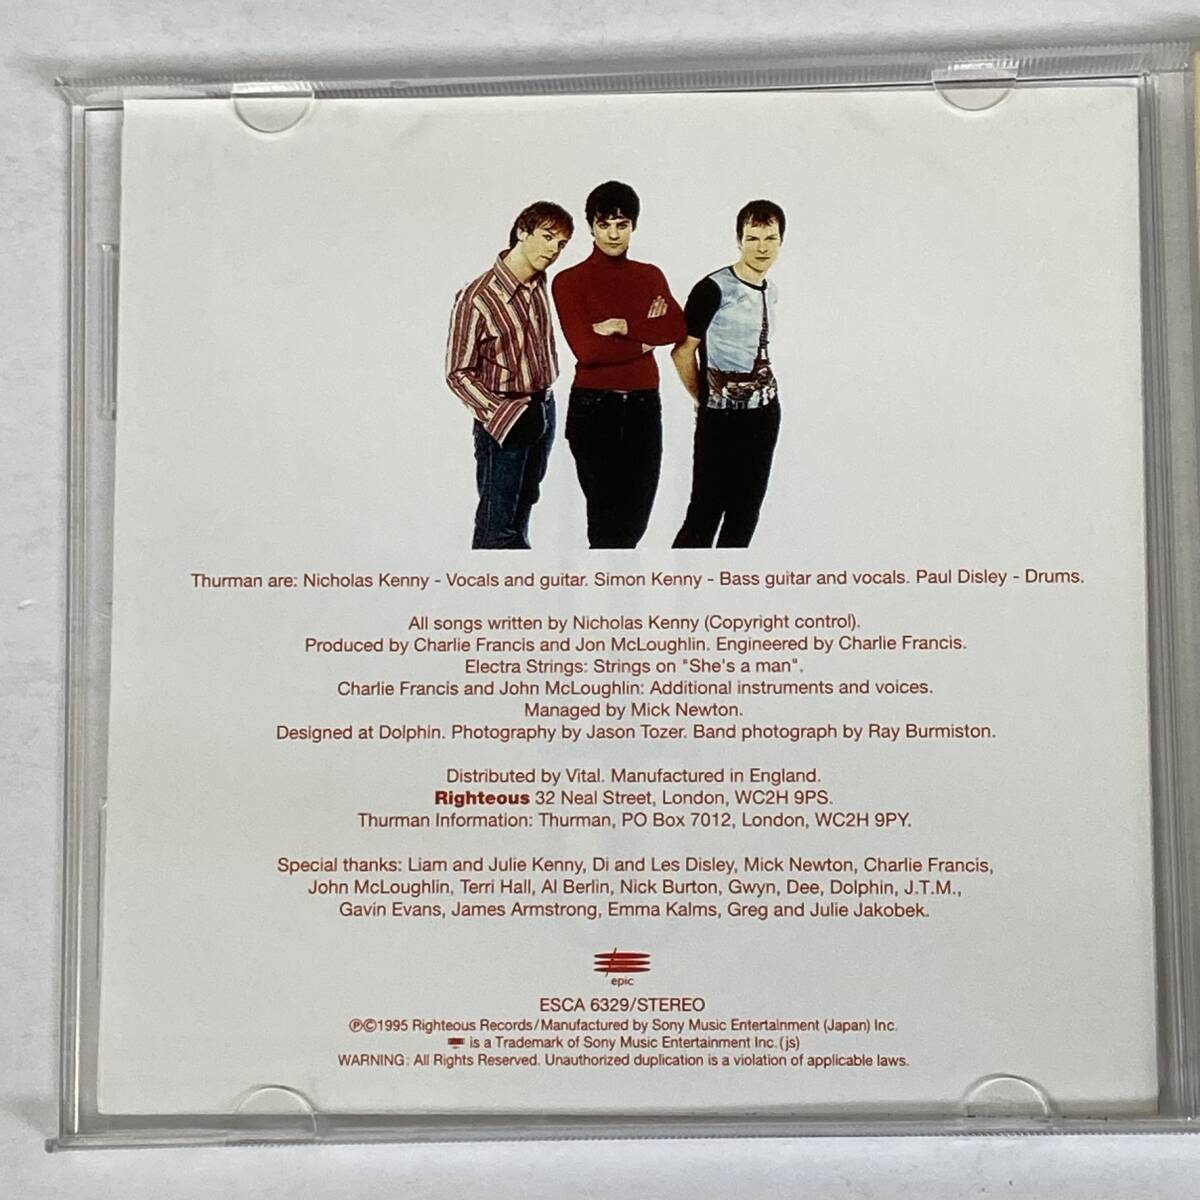 Thurman are: Nicholas Kenny - Vocals and guitar. Simon Kenny - Bass guitar and vocals. Paul Disley - Drums.
All songs written by Nicholas Kenny (Copyright control).
Produced by Charlie Francis and Jon McLoughlin. Engineered by Charlie Francis.
Electra Strings: Strings on "She's a man".
Charlie Francis and John McLoughlin: Additional instruments and voices.
Managed by Mick Newton.
Designed at Dolphin. Photography by Jason Tozer. Band photograph by Ray Burmiston.
Distributed by Vital. Manufactured in England.
Righteous 32 Neal Street, London, WC2H 9PS.
Thurman Information: Thurman, PO Box 7012, London, WC2H 9PY.
Special thanks: Liam and Julie Kenny, Di and Les Disley, Mick Newton, Charlie Francis,
John McLoughlin, Terri Hall, Al Berlin, Nick Burton, Gwyn, Dee, Dolphin, J.T.M.,
Gavin Evans, James Armstrong, Emma Kalms, Greg and Julie Jakobek.
epic
ESCA 6329/STEREO
℗©1995 Righteous Records/Manufactured by Sony Music Entertainment (Japan) Inc.
is a Trademark of Sony Music Entertainment Inc. (js)
WARNING: All Rights Reserved. Unauthorized duplication is a violation of applicable laws.